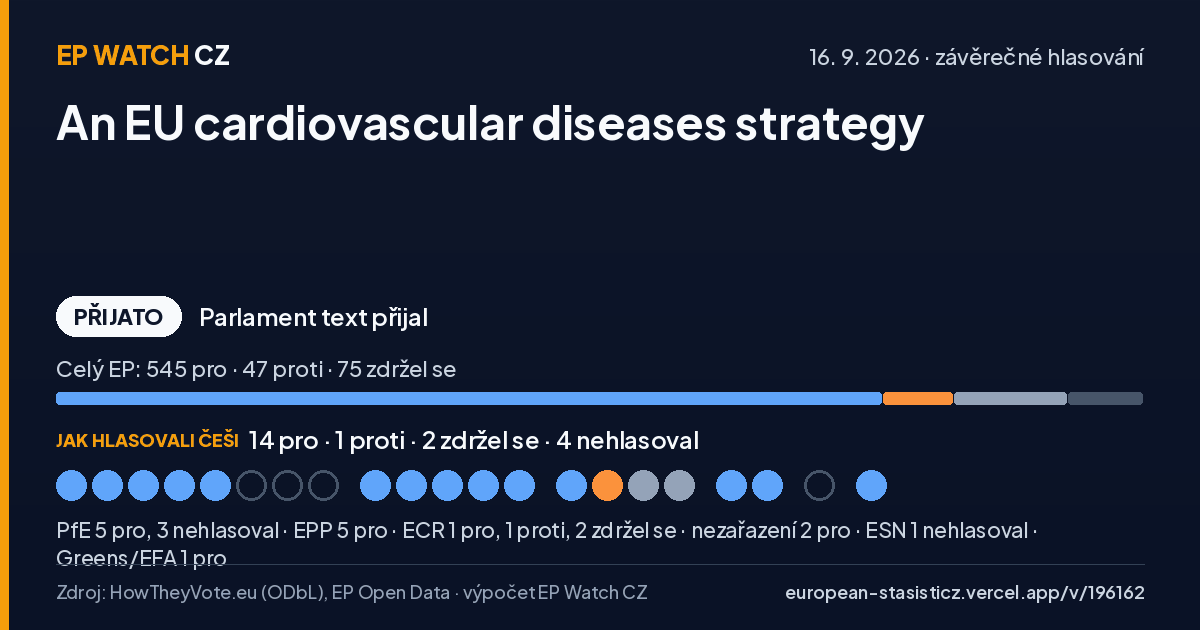 EP WATCH CZ
16. 9. 2026 · závěrečné hlasování
An EU cardiovascular diseases strategy
PŘIJATO Parlament text přijal
Celý EP: 545 pro · 47 proti · 75 zdržel se
JAK HLASOVALI ČEŠI 14 pro · 1 proti · 2 zdržel se · 4 nehlasoval
PfE 5 pro, 3 nehlasoval · EPP 5 pro · ECR 1 pro, 1 proti, 2 zdržel se · nezařazení 2 pro · ESN 1 nehlasoval ·
Greens/EFA 1 pro
Zdroj: HowTheyVote.eu (ODbL), EP Open Data · výpočet EP Watch CZ
european-stasisticz.vercel.app/v/196162